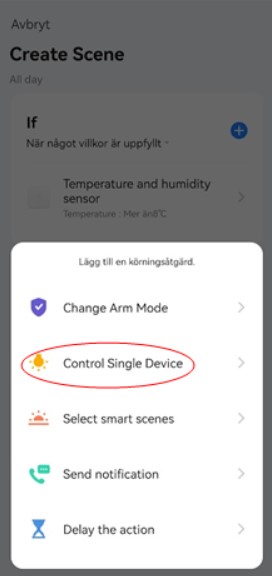 Avbryt
Create Scene
All day
If
När något villkor är uppfyllt
Temperature and humidity
sensor
Temperature : Mer än8°C
Lägg till en körningsåtgärd.
Change Arm Mode
Control Single Device
Select smart scenes
Send notification
Delay the action